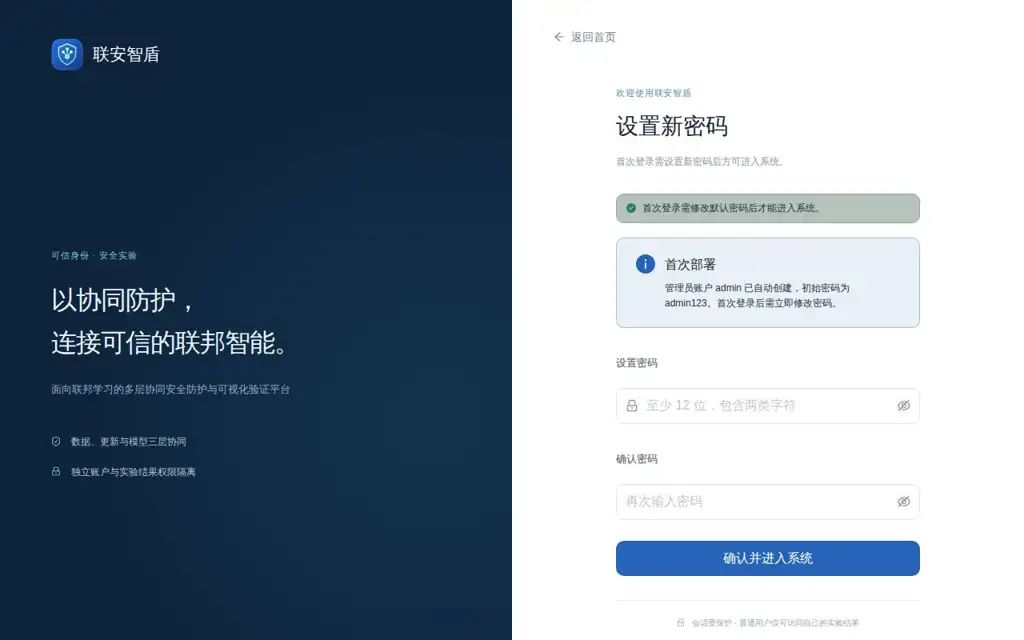 联安智盾
可信身份 · 安全实验
以协同防护，
连接可信的联邦智能。
面向联邦学习的多层协同安全防护与可视化验证平台
数据、更新与模型三层协同
独立账户与实验结果权限隔离
返回首页
欢迎使用联安智盾
设置新密码
首次登录需设置新密码后方可进入系统。
首次登录需修改默认密码后才能进入系统。
首次部署
管理员账户 admin 已自动创建，初始密码为
admin123。首次登录后需立即修改密码。
设置密码
至少 12 位，包含两类字符
确认密码
再次输入密码
确认并进入系统
会话受保护 · 普通用户仅可访问自己的实验结果